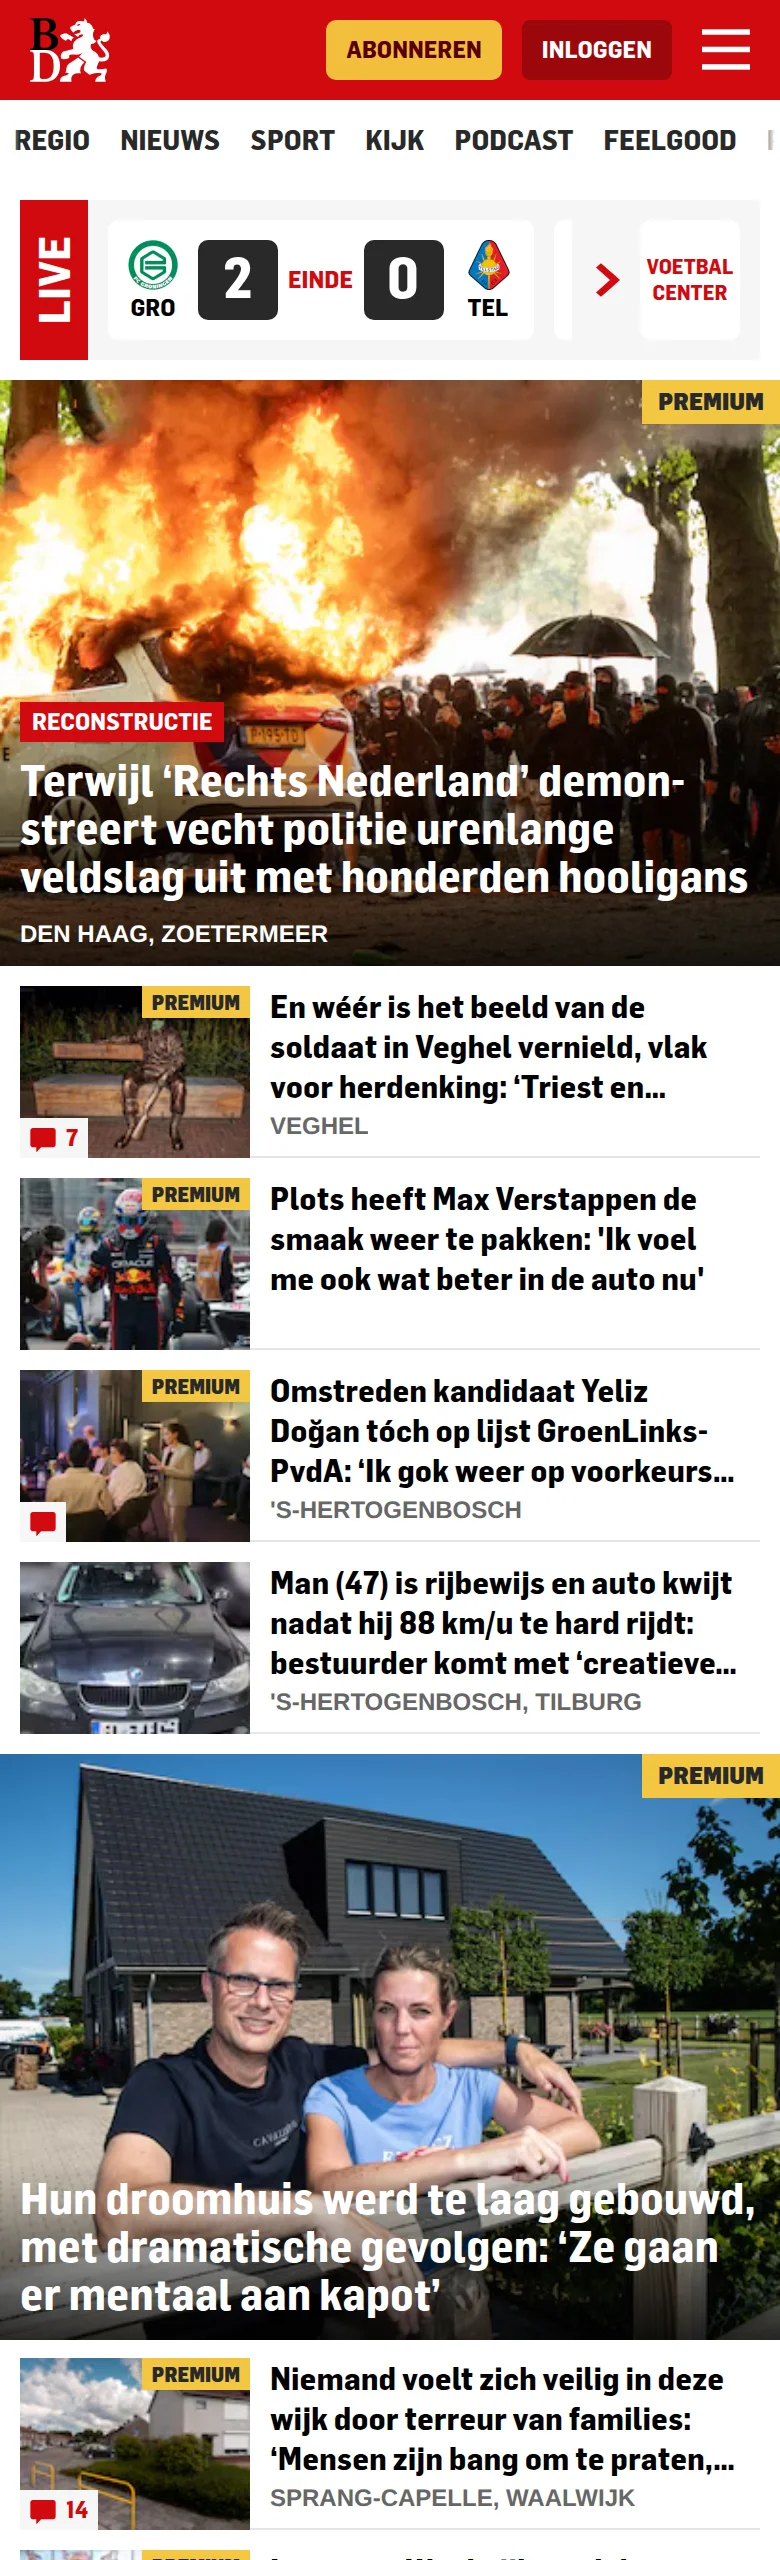 BD
ABONNEREN
INLOGGEN
REGIO NIEUWS SPORT KIJK PODCAST FEELGOOD
LIVE
GRO
2
EINDE
0
TEL
VOETBAL
CENTER
PREMIUM
P-195-TD
RECONSTRUCTIE
Terwijl ‘Rechts Nederland’ demon-
streert vecht politie urenlange
veldslag uit met honderden hooligans
DEN HAAG, ZOETERMEER
PREMIUM
7
En wéér is het beeld van de
soldaat in Veghel vernield, vlak
voor herdenking: ‘Triest en...
VEGHEL
PREMIUM
Plots heeft Max Verstappen de
smaak weer te pakken: 'Ik voel
me ook wat beter in de auto nu'
PREMIUM
Omstreden kandidaat Yeliz
Doğan tóch op lijst GroenLinks-
PvdA: ‘Ik gok weer op voorkeurs...
'S-HERTOGENBOSCH
Man (47) is rijbewijs en auto kwijt
nadat hij 88 km/u te hard rijdt:
bestuurder komt met ‘creatieve...
'S-HERTOGENBOSCH, TILBURG
PREMIUM
Hun droomhuis werd te laag gebouwd,
met dramatische gevolgen: ‘Ze gaan
er mentaal aan kapot’
PREMIUM
14
Niemand voelt zich veilig in deze
wijk door terreur van families:
‘Mensen zijn bang om te praten,...
SPRANG-CAPELLE, WAALWIJK